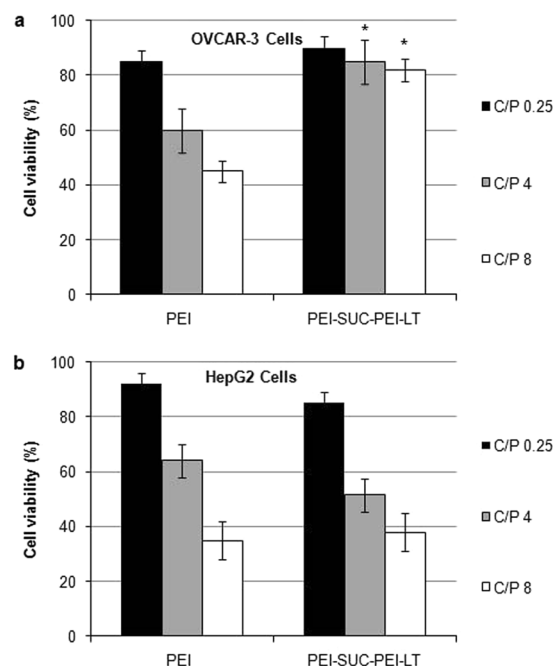 a
OVCAR-3 Cells
* *
100
80
60
40
20
0
Cell viability (%)
PEI
PEI-SUC-PEI-LT
C/P 0.25
C/P 4
C/P 8
b
HepG2 Cells
100
80
60
40
20
0
Cell viability (%)
PEI
PEI-SUC-PEI-LT
C/P 0.25
C/P 4
C/P 8